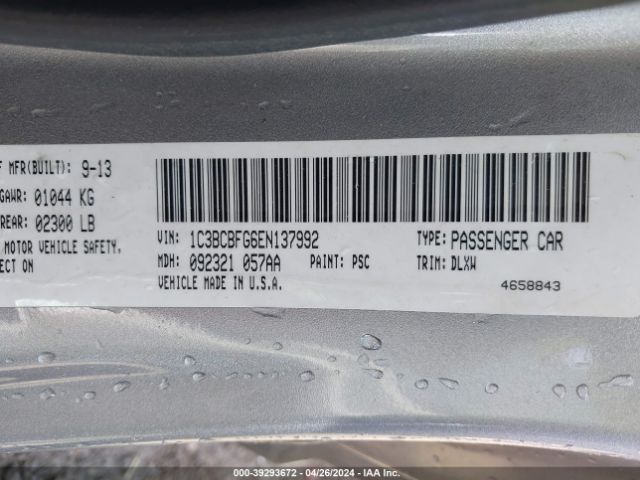 F MFR(BUILT): 9-13
GAWR: 01044 KG
REAR: 02300 LB
MOTOR VEHICLE SAFETY,
ECT ON
VIN: 1C3BCBFG6EN137992
TYPE: PASSENGER CAR
MDH: 092321 057AA PAINT: PSC
TRIM: DLXW
VEHICLE MADE IN U.S.A.
4658843
000-39293672 - 04/26/2024 - IAA Inc.